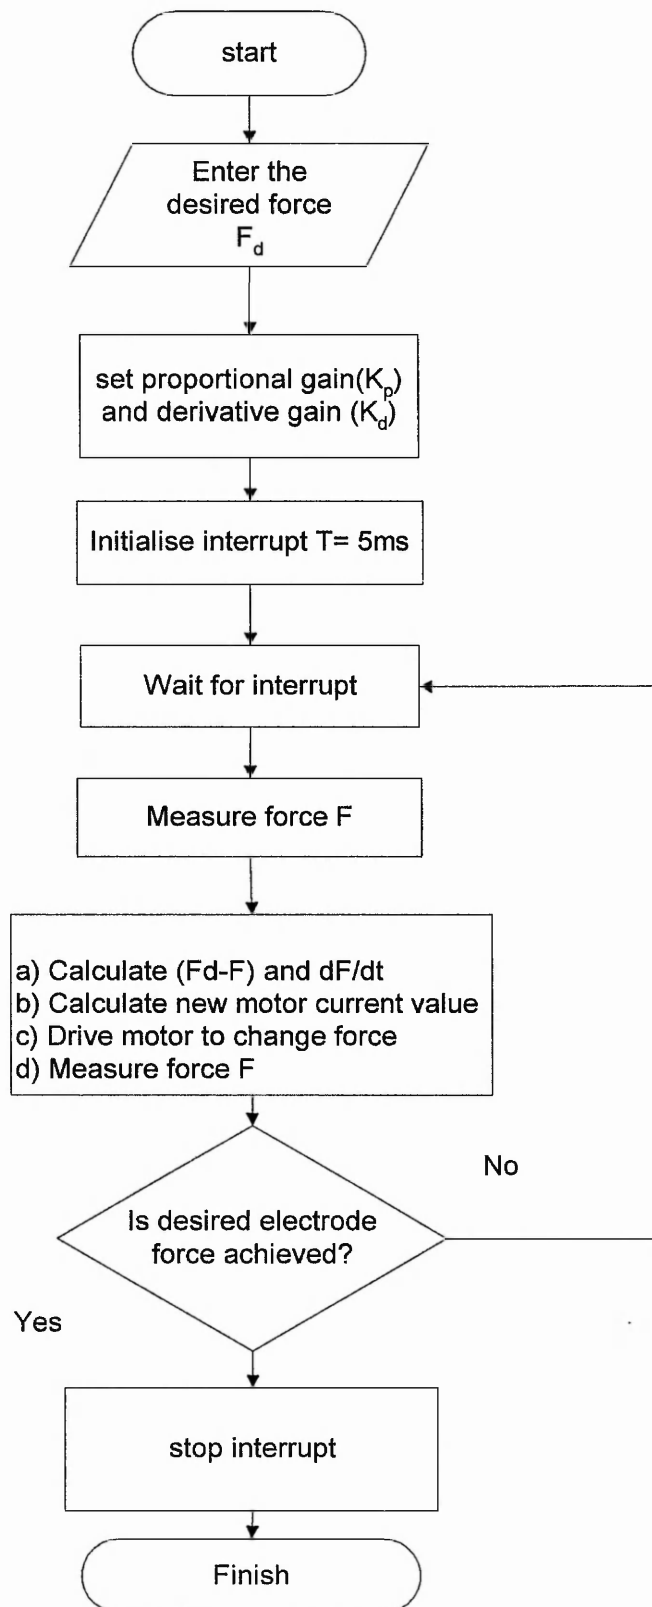 start
Enter the
desired force
F_d
set proportional gain(K_p)
and derivative gain (K_d)
Initialise interrupt T= 5ms
Wait for interrupt
Measure force F
a) Calculate (Fd-F) and dF/dt
b) Calculate new motor current value
c) Drive motor to change force
d) Measure force F
No
Is desired electrode
force achieved?
Yes
stop interrupt
Finish